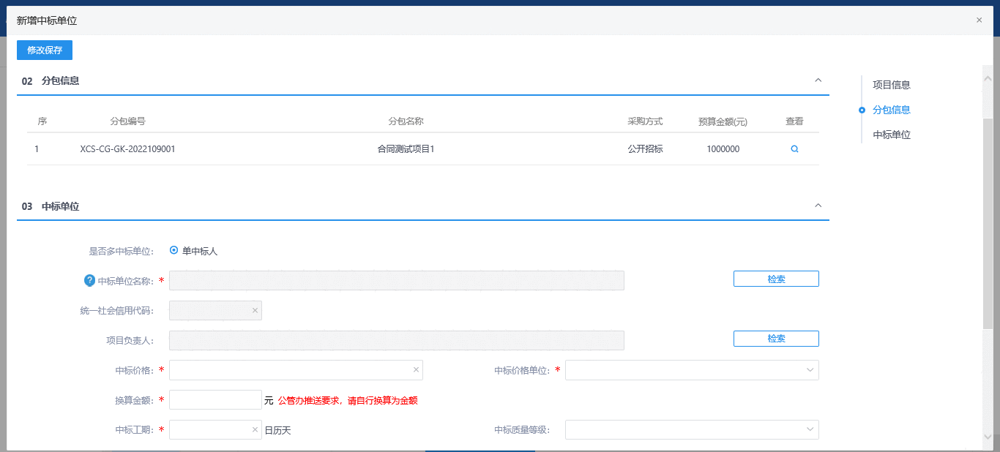 新增中标单位 ×
修改保存
02 分包信息
项目信息
分包信息
中标单位
序 分包编号 分包名称 采购方式 预算金额(元) 查看
1 XCS-CG-GK-2022109001 合同测试项目1 公开招标 1000000
03 中标单位
是否多中标单位： 单中标人
? 中标单位名称： * 检索
统一社会信用代码： ×
项目负责人： 检索
中标价格： * × 中标价格单位： *
换算金额： * 元 公管办推送要求，请自行换算为金额
中标工期： * × 日历天 中标质量等级：